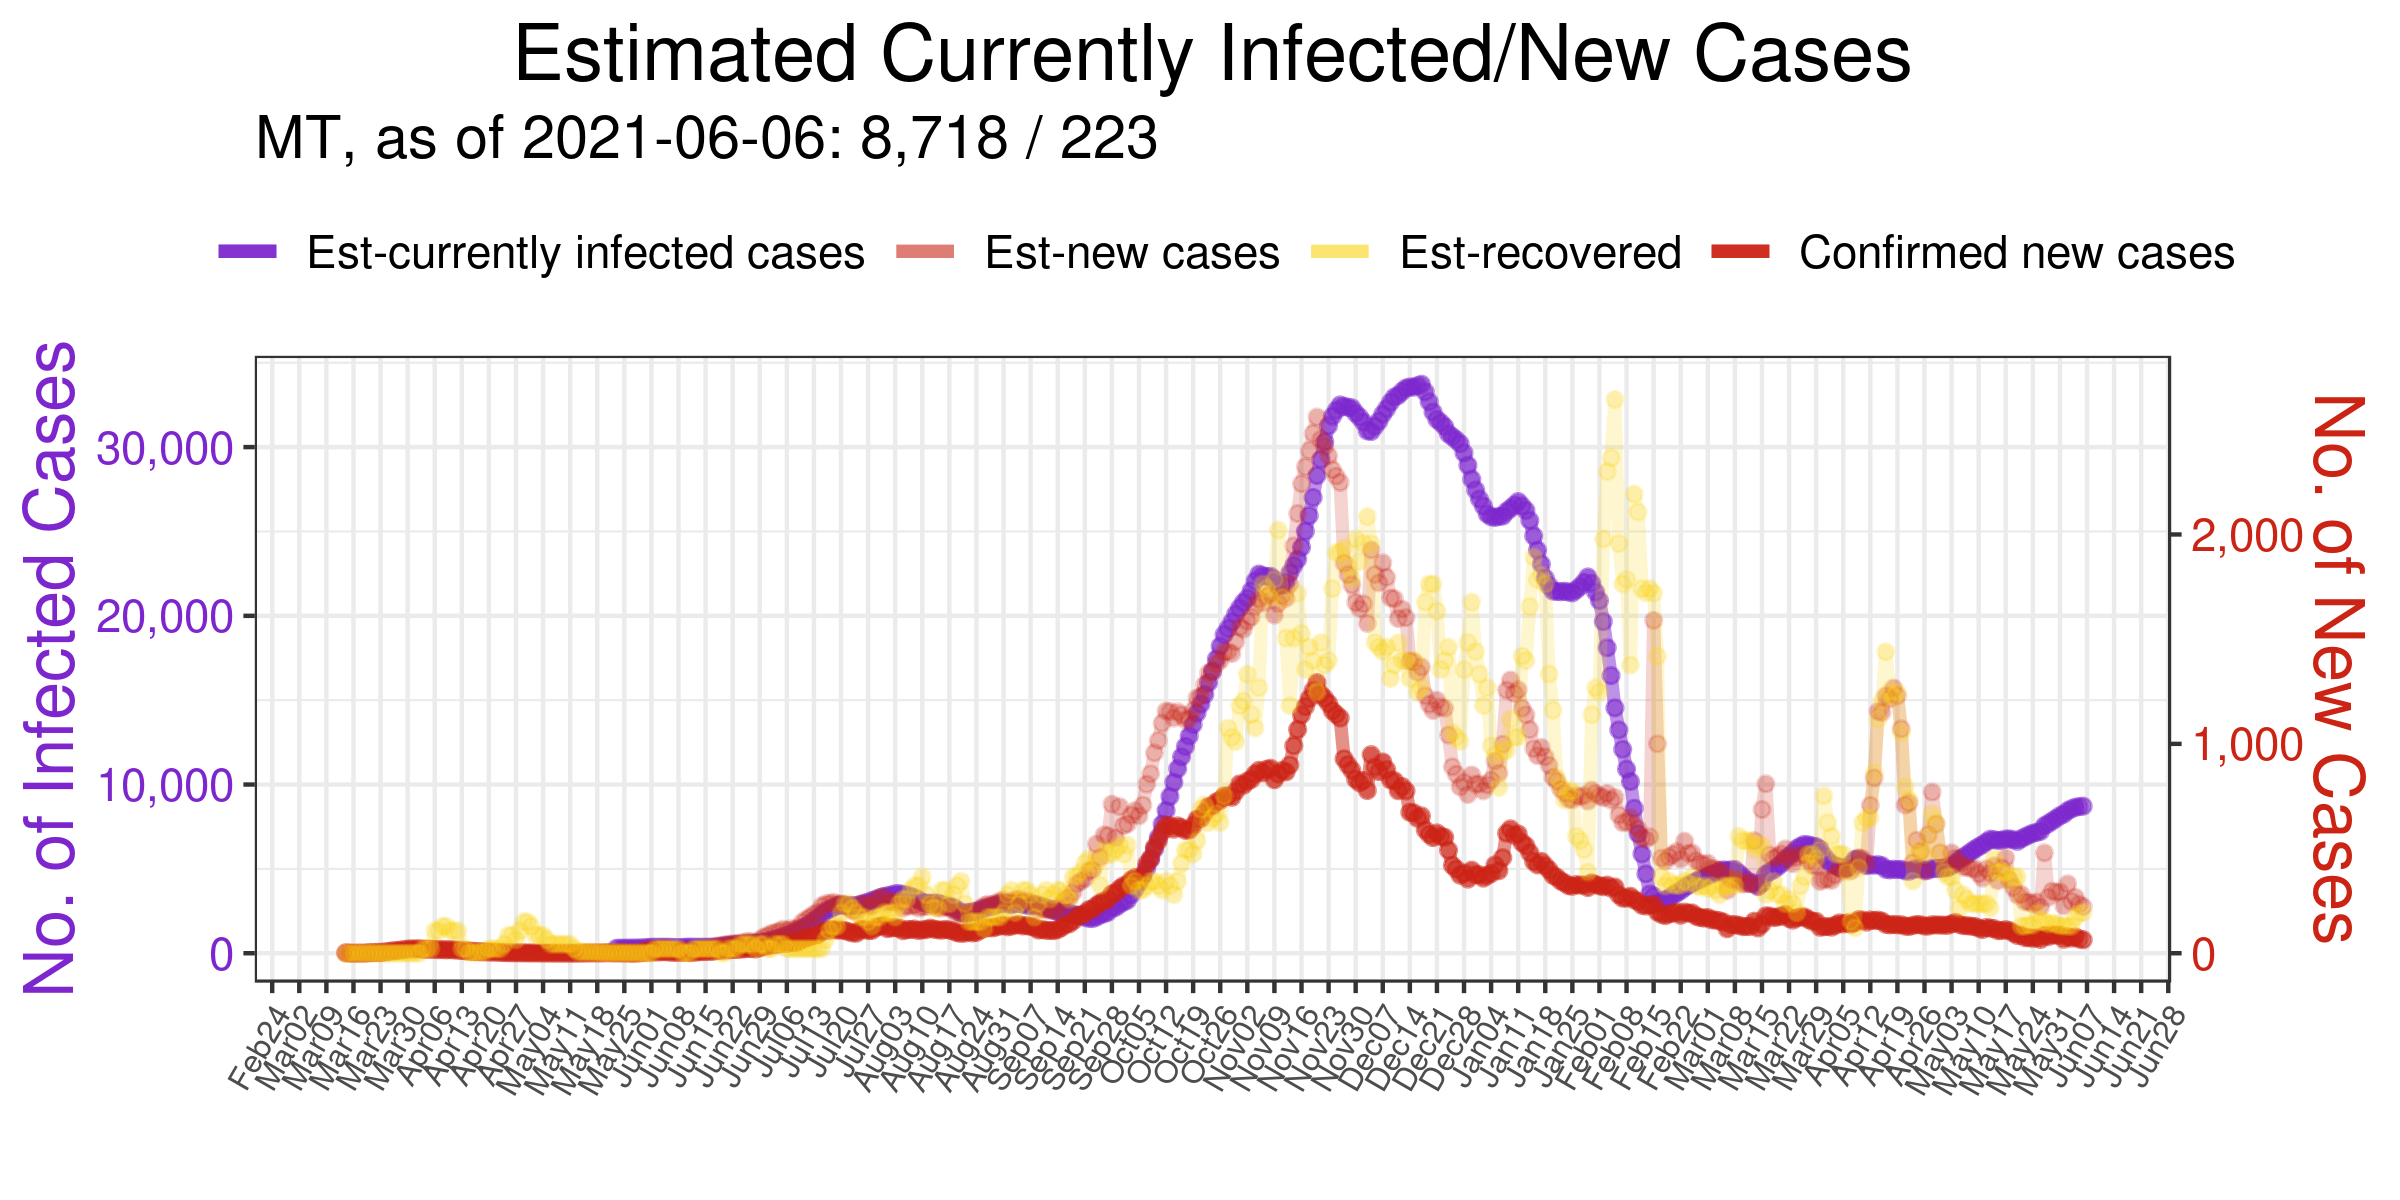 Estimated Currently Infected/New Cases
MT, as of 2021-06-06: 8,718 / 223
Est-currently infected cases
Est-new cases
Est-recovered
Confirmed new cases
No. of Infected Cases
30,000
20,000
10,000
0
2,000
1,000
0
No. of New Cases
Feb24
Mar02
Mar09
Mar16
Mar23
Mar30
Apr06
Apr13
Apr20
Apr27
May04
May11
May18
May25
Jun01
Jun08
Jun15
Jun22
Jun29
Jul06
Jul13
Jul20
Jul27
Aug03
Aug10
Aug17
Aug24
Aug31
Sep07
Sep14
Sep21
Sep28
Oct05
Oct12
Oct19
Oct26
Nov02
Nov09
Nov16
Nov23
Nov30
Dec07
Dec14
Dec21
Dec28
Jan04
Jan11
Jan18
Jan25
Feb01
Feb08
Feb15
Feb22
Mar01
Mar08
Mar15
Mar22
Mar29
Apr05
Apr12
Apr19
Apr26
May03
May10
May17
May24
May31
Jun07
Jun14
Jun21
Jun28